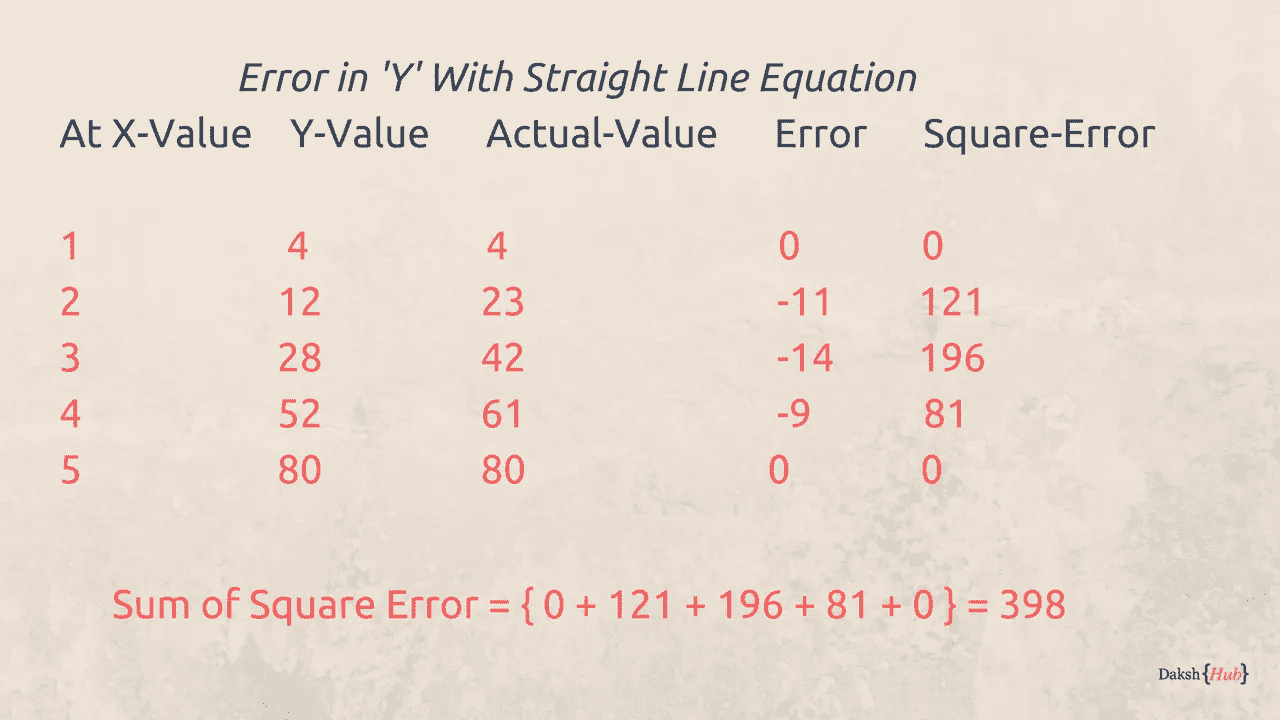 Error in 'Y' With Straight Line Equation
At X-Value Y-Value Actual-Value Error Square-Error
1 4 4 0 0
2 12 23 -11 121
3 28 42 -14 196
4 52 61 -9 81
5 80 80 0 0
Sum of Square Error = { 0 + 121 + 196 + 81 + 0 } = 398
Daksh{Hub}